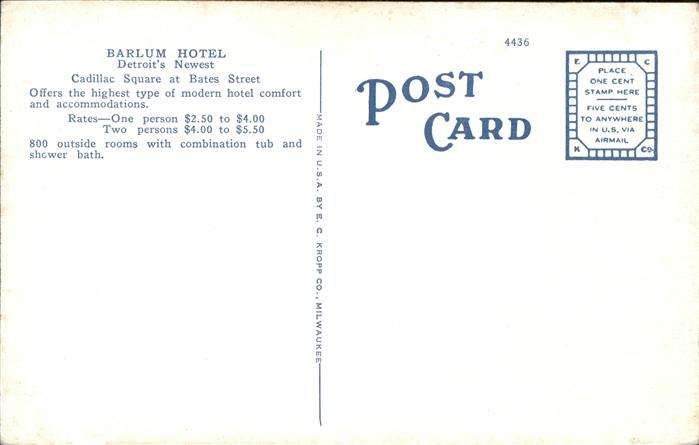 BARLUM HOTEL
Detroit's Newest
Cadillac Square at Bates Street
Offers the highest type of modern hotel comfort
and accommodations.
Rates—One person $2.50 to $4.00
Two persons $4.00 to $5.50
800 outside rooms with combination tub and
shower bath.
MADE IN U.S.A. BY E. C. KROPP CO., MILWAUKEE
4436
POST
CARD
E C
PLACE
ONE CENT
STAMP HERE
FIVE CENTS
TO ANYWHERE
IN U.S. VIA
AIRMAIL
K Co.